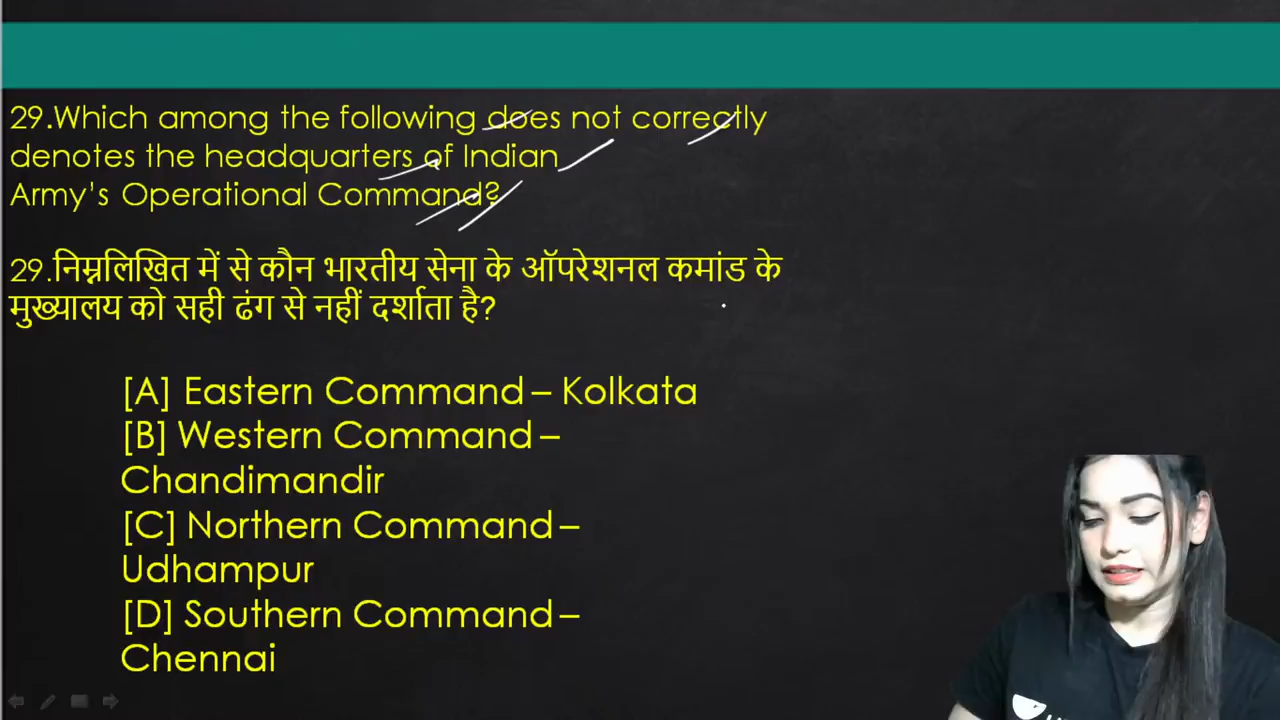 29.Which among the following does not correctly
denotes the headquarters of Indian
Army's Operational Command?
29.निम्नलिखित में से कौन भारतीय सेना के ऑपरेशनल कमांड के
मुख्यालय को सही ढंग से नहीं दर्शाता है?
[A] Eastern Command – Kolkata
[B] Western Command –
Chandimandir
[C] Northern Command –
Udhampur
[D] Southern Command –
Chennai